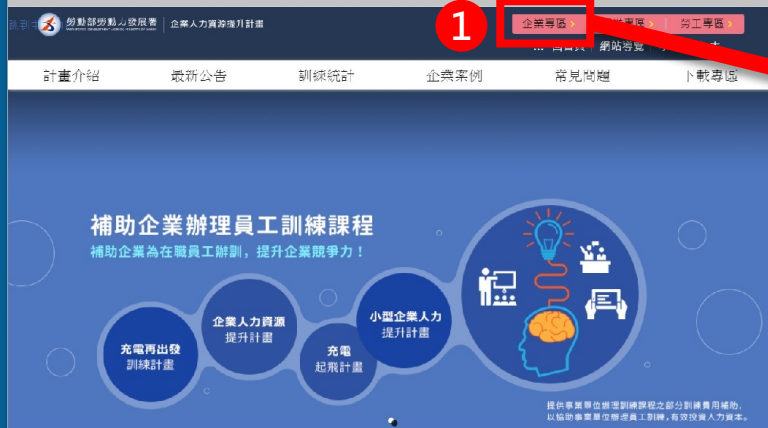 勞動部勞動力發展署 企業人力資源提升計畫
1
企業專區 > 勞工專區 >
網站導覽
計畫介紹 最新公告 訓練統計 企業案例 常見問題 下載專區
補助企業辦理員工訓練課程
補助企業為在職員工辦訓，提升企業競爭力！
企業人力資源
提升計畫
小型企業人力
提升計畫
充電再出發
訓練計畫
充電
起飛計畫
提供事業單位辦理訓練課程之部分訓練費用補助，
以協助事業單位辦理員工訓練，有效投資人力資本。